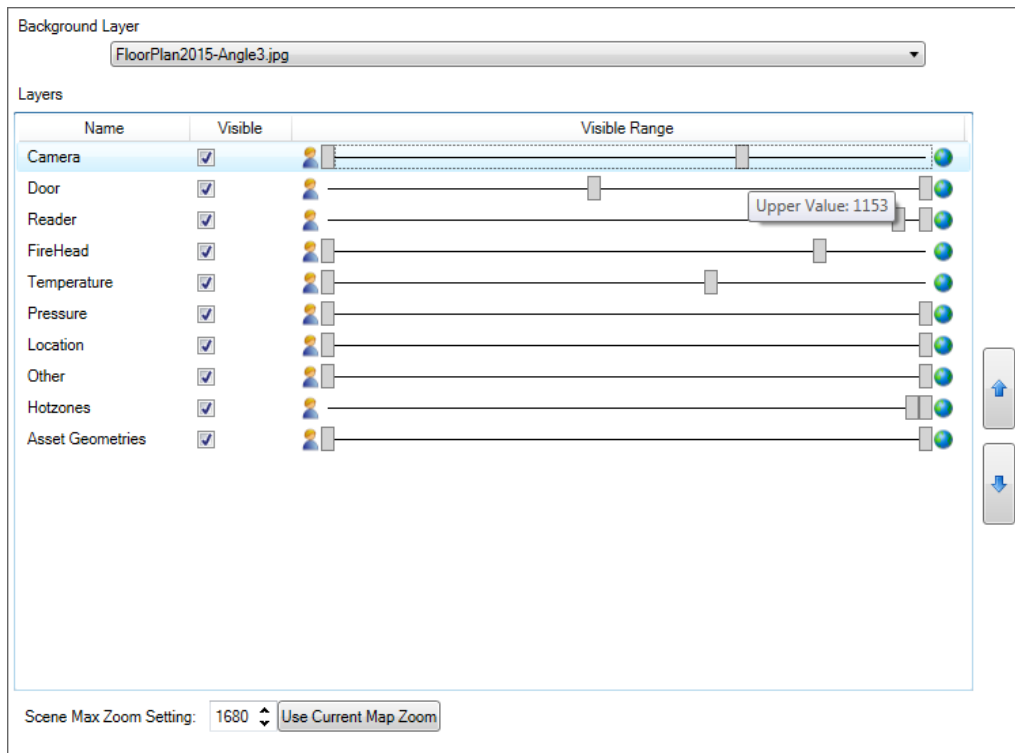 Background Layer
FloorPlan2015-Angle3.jpg
Layers
Name Visible Visible Range
Camera
Door
Upper Value: 1153
Reader
FireHead
Temperature
Pressure
Location
Other
Hotzones
Asset Geometries
Scene Max Zoom Setting: 1680 Use Current Map Zoom